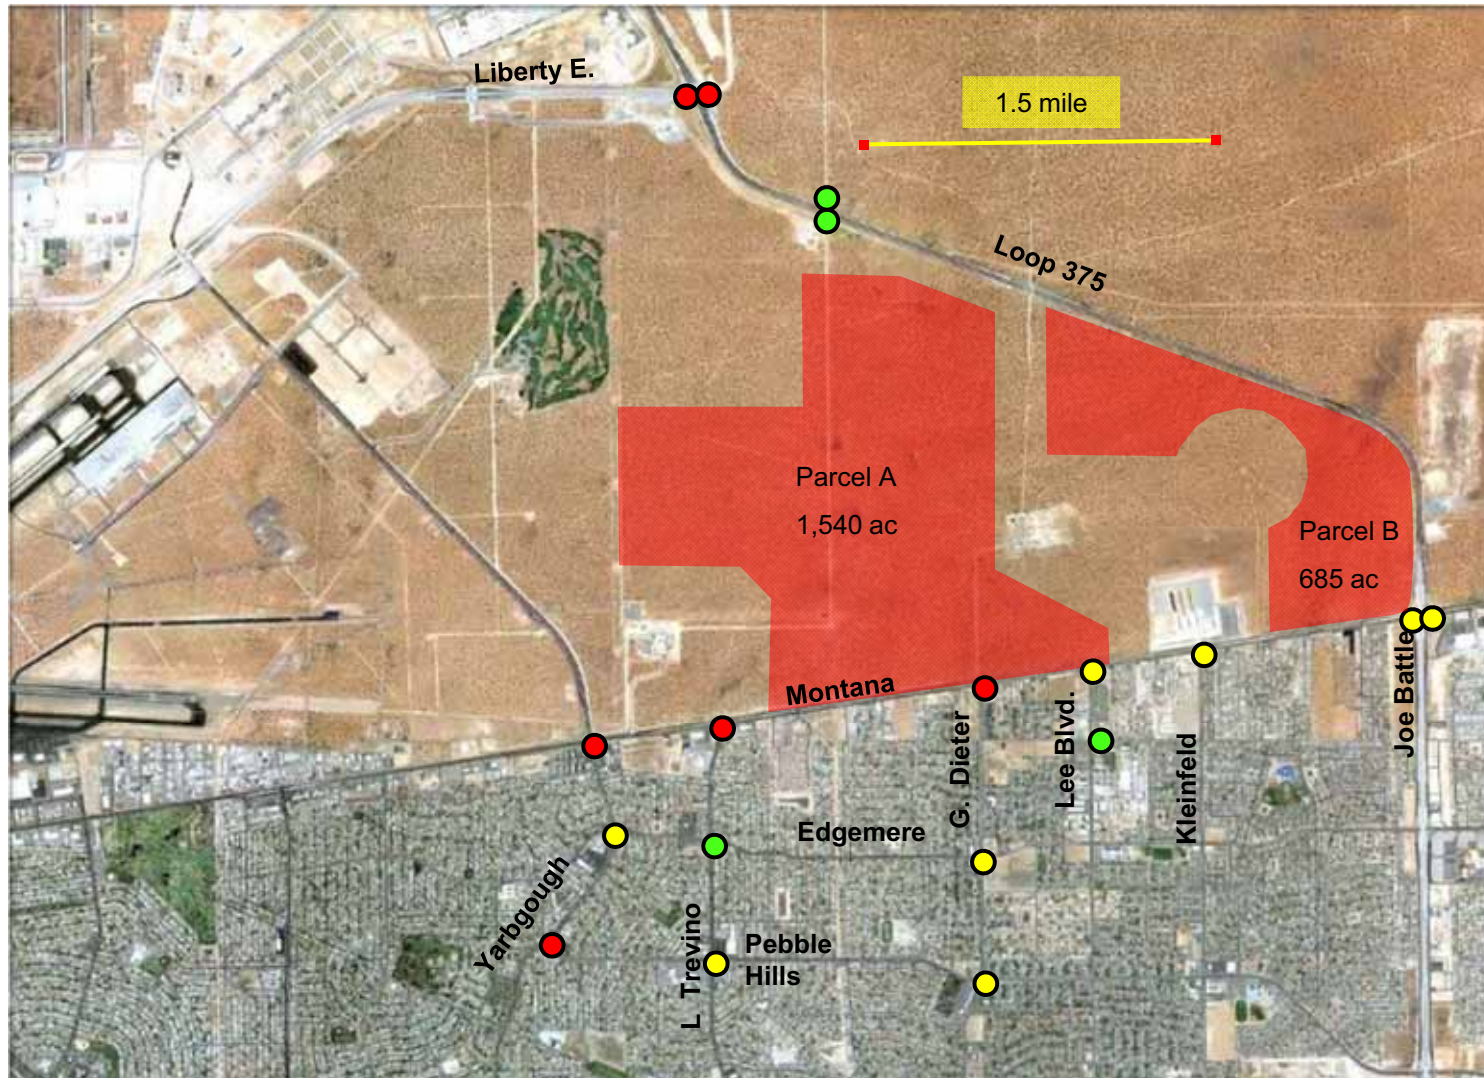 Liberty E.
1.5 mile
Loop 375
Parcel A
1,540 ac
Parcel B
685 ac
Montana
G. Dieter
Lee Blvd.
Kleinfeld
Joe Battle
Edgemere
Yarbgough
L Trevino
Pebble
Hills